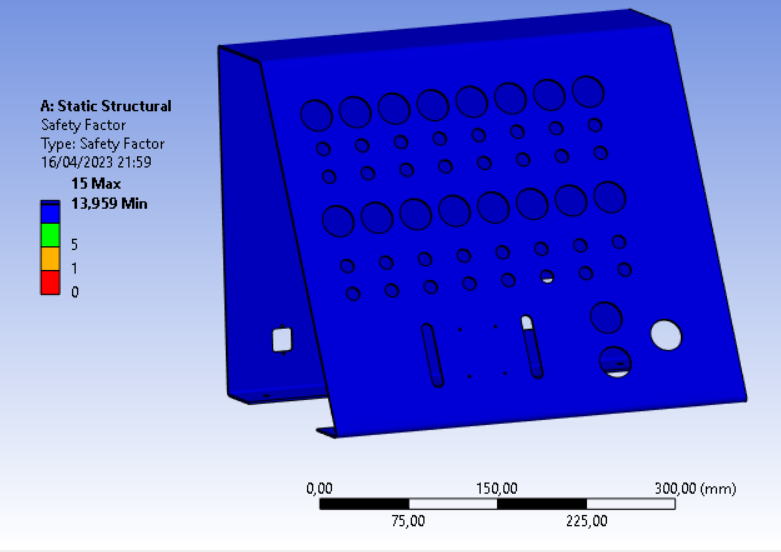 A: Static Structural
Safety Factor
Type: Safety Factor
16/04/2023 21:59
15 Max
13,959 Min
5
1
0
0,00 150,00 300,00 (mm)
75,00 225,00